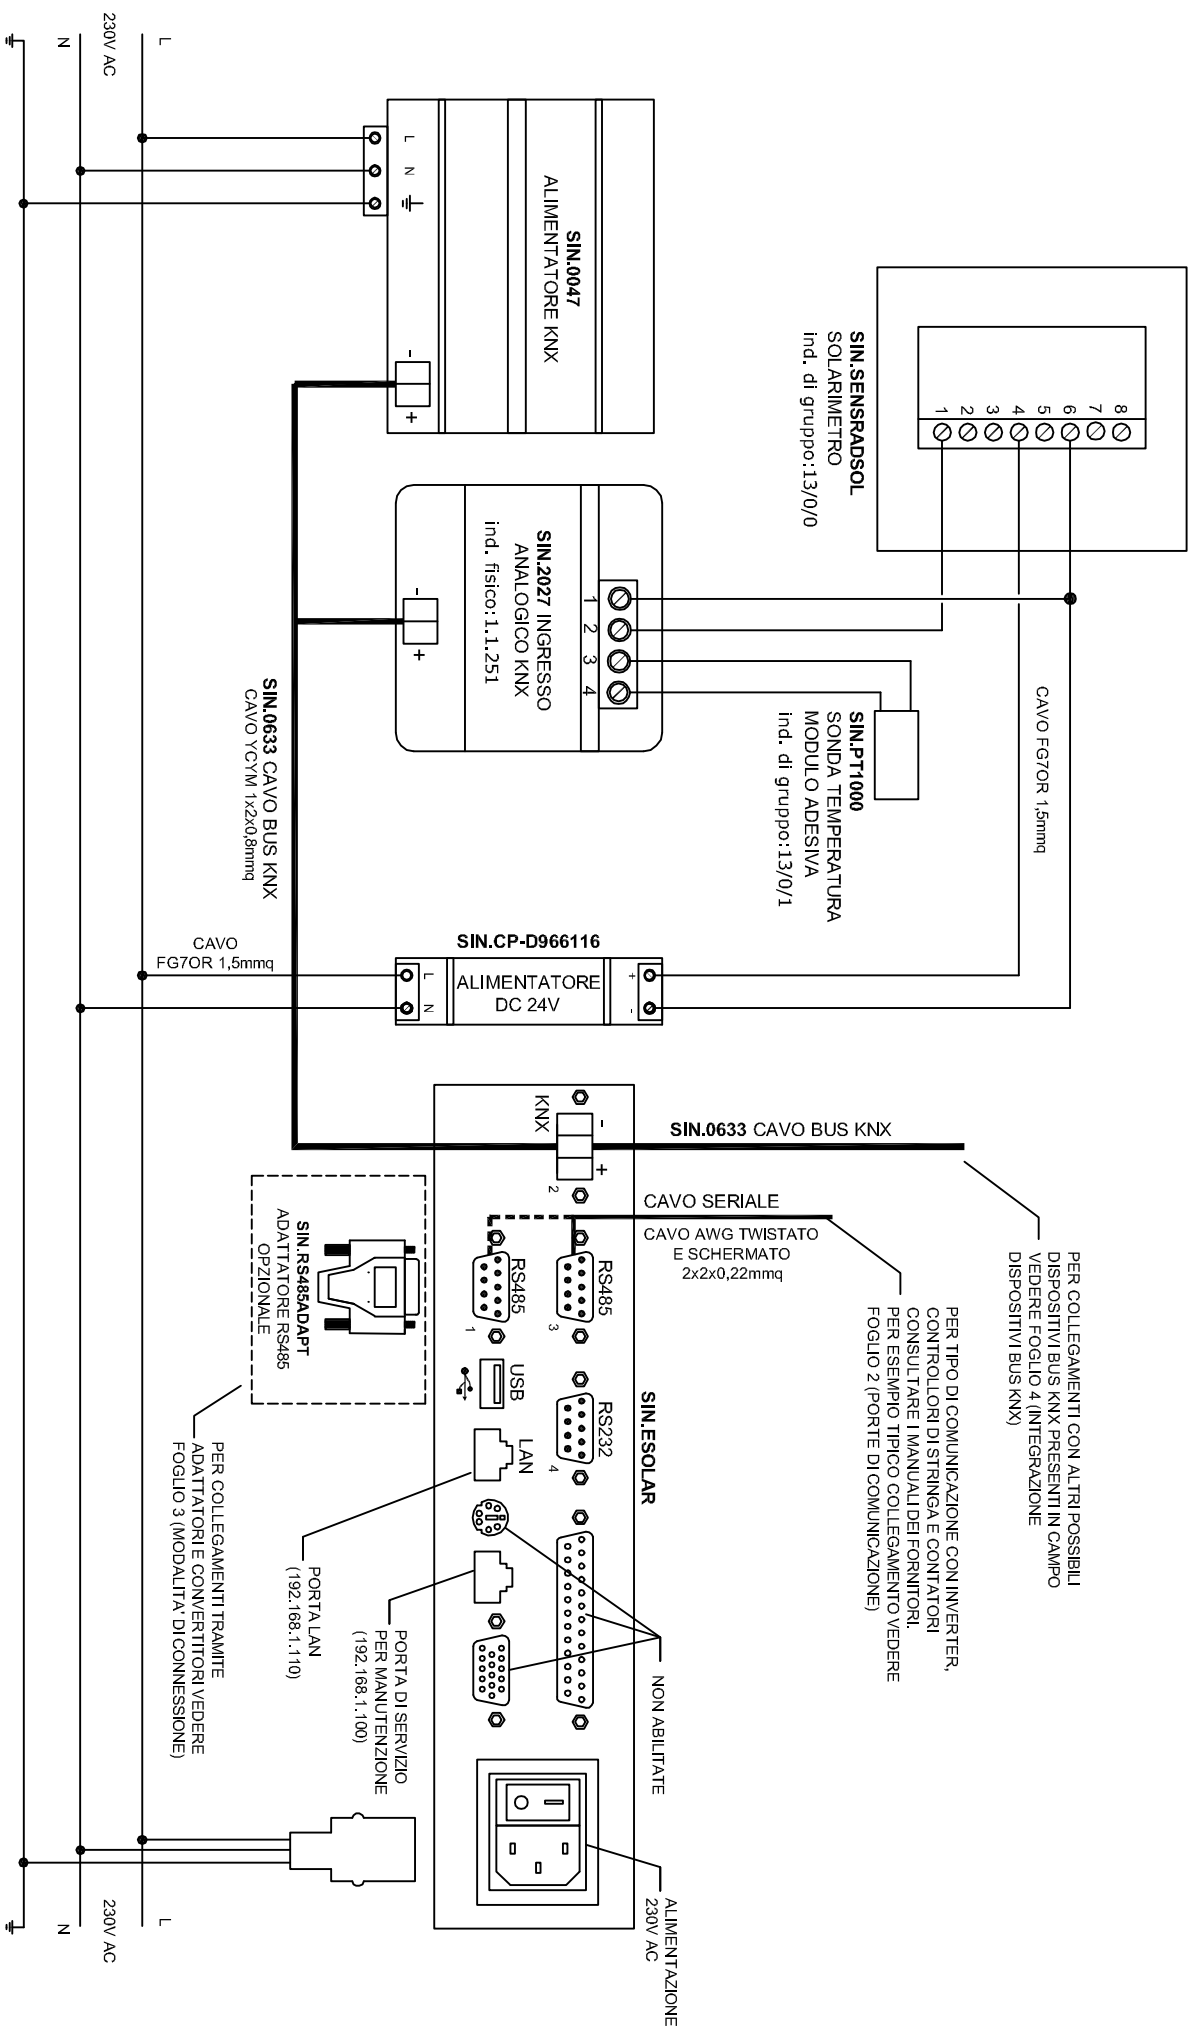 L
230V AC
N
L
N
SIN.0047
ALIMENTATORE KNX
-
+
SIN.SENSRADSOL
SOLARIMETRO
ind. di gruppo:13/0/0
1
2
3
4
5
6
7
8
SIN.2027 INGRESSO
ANALOGICO KNX
ind. fisico:1.1.251
1
2
3
4
-
+
SIN.PT1000
SONDA TEMPERATURA
MODULO ADESIVA
ind. di gruppo:13/0/1
CAVO FG7OR 1,5mmq
SIN.0633 CAVO BUS KNX
CAVO YCYM 1x2x0,8mmq
CAVO
FG7OR 1,5mmq
SIN.CP-D966116
ALIMENTATORE
DC 24V
L
N
+
-
KNX
-
+
2
SIN.0633 CAVO BUS KNX
CAVO SERIALE
CAVO AWG TWISTATO
E SCHERMATO
2x2x0,22mmq
PER COLLEGAMENTI CON ALTRI POSSIBILI
DISPOSITIVI BUS KNX PRESENTI IN CAMPO
VEDERE FOGLIO 4 (INTEGRAZIONE
DISPOSITIVI BUS KNX)
PER TIPO DI COMUNICAZIONE CON INVERTER,
CONTROLLORI DI STRINGA E CONTATORI
CONSULTARE I MANUALI DEI FORNITORI.
PER ESEMPIO TIPICO COLLEGAMENTO VEDERE
FOGLIO 2 (PORTE DI COMUNICAZIONE)
SIN.RS485ADAPT
ADATTATORE RS485
OPZIONALE
RS485
1
RS485
3
USB
RS232
4
LAN
SIN.ESOLAR
PER COLLEGAMENTI TRAMITE
ADATTATORI E CONVERTITORI VEDERE
FOGLIO 3 (MODALITA' DI CONNESSIONE)
PORTA LAN
(192.168.1.110)
PORTA DI SERVIZIO
PER MANUTENZIONE
(192.168.1.100)
NON ABILITATE
ALIMENTAZIONE
230V AC
L
230V AC
N